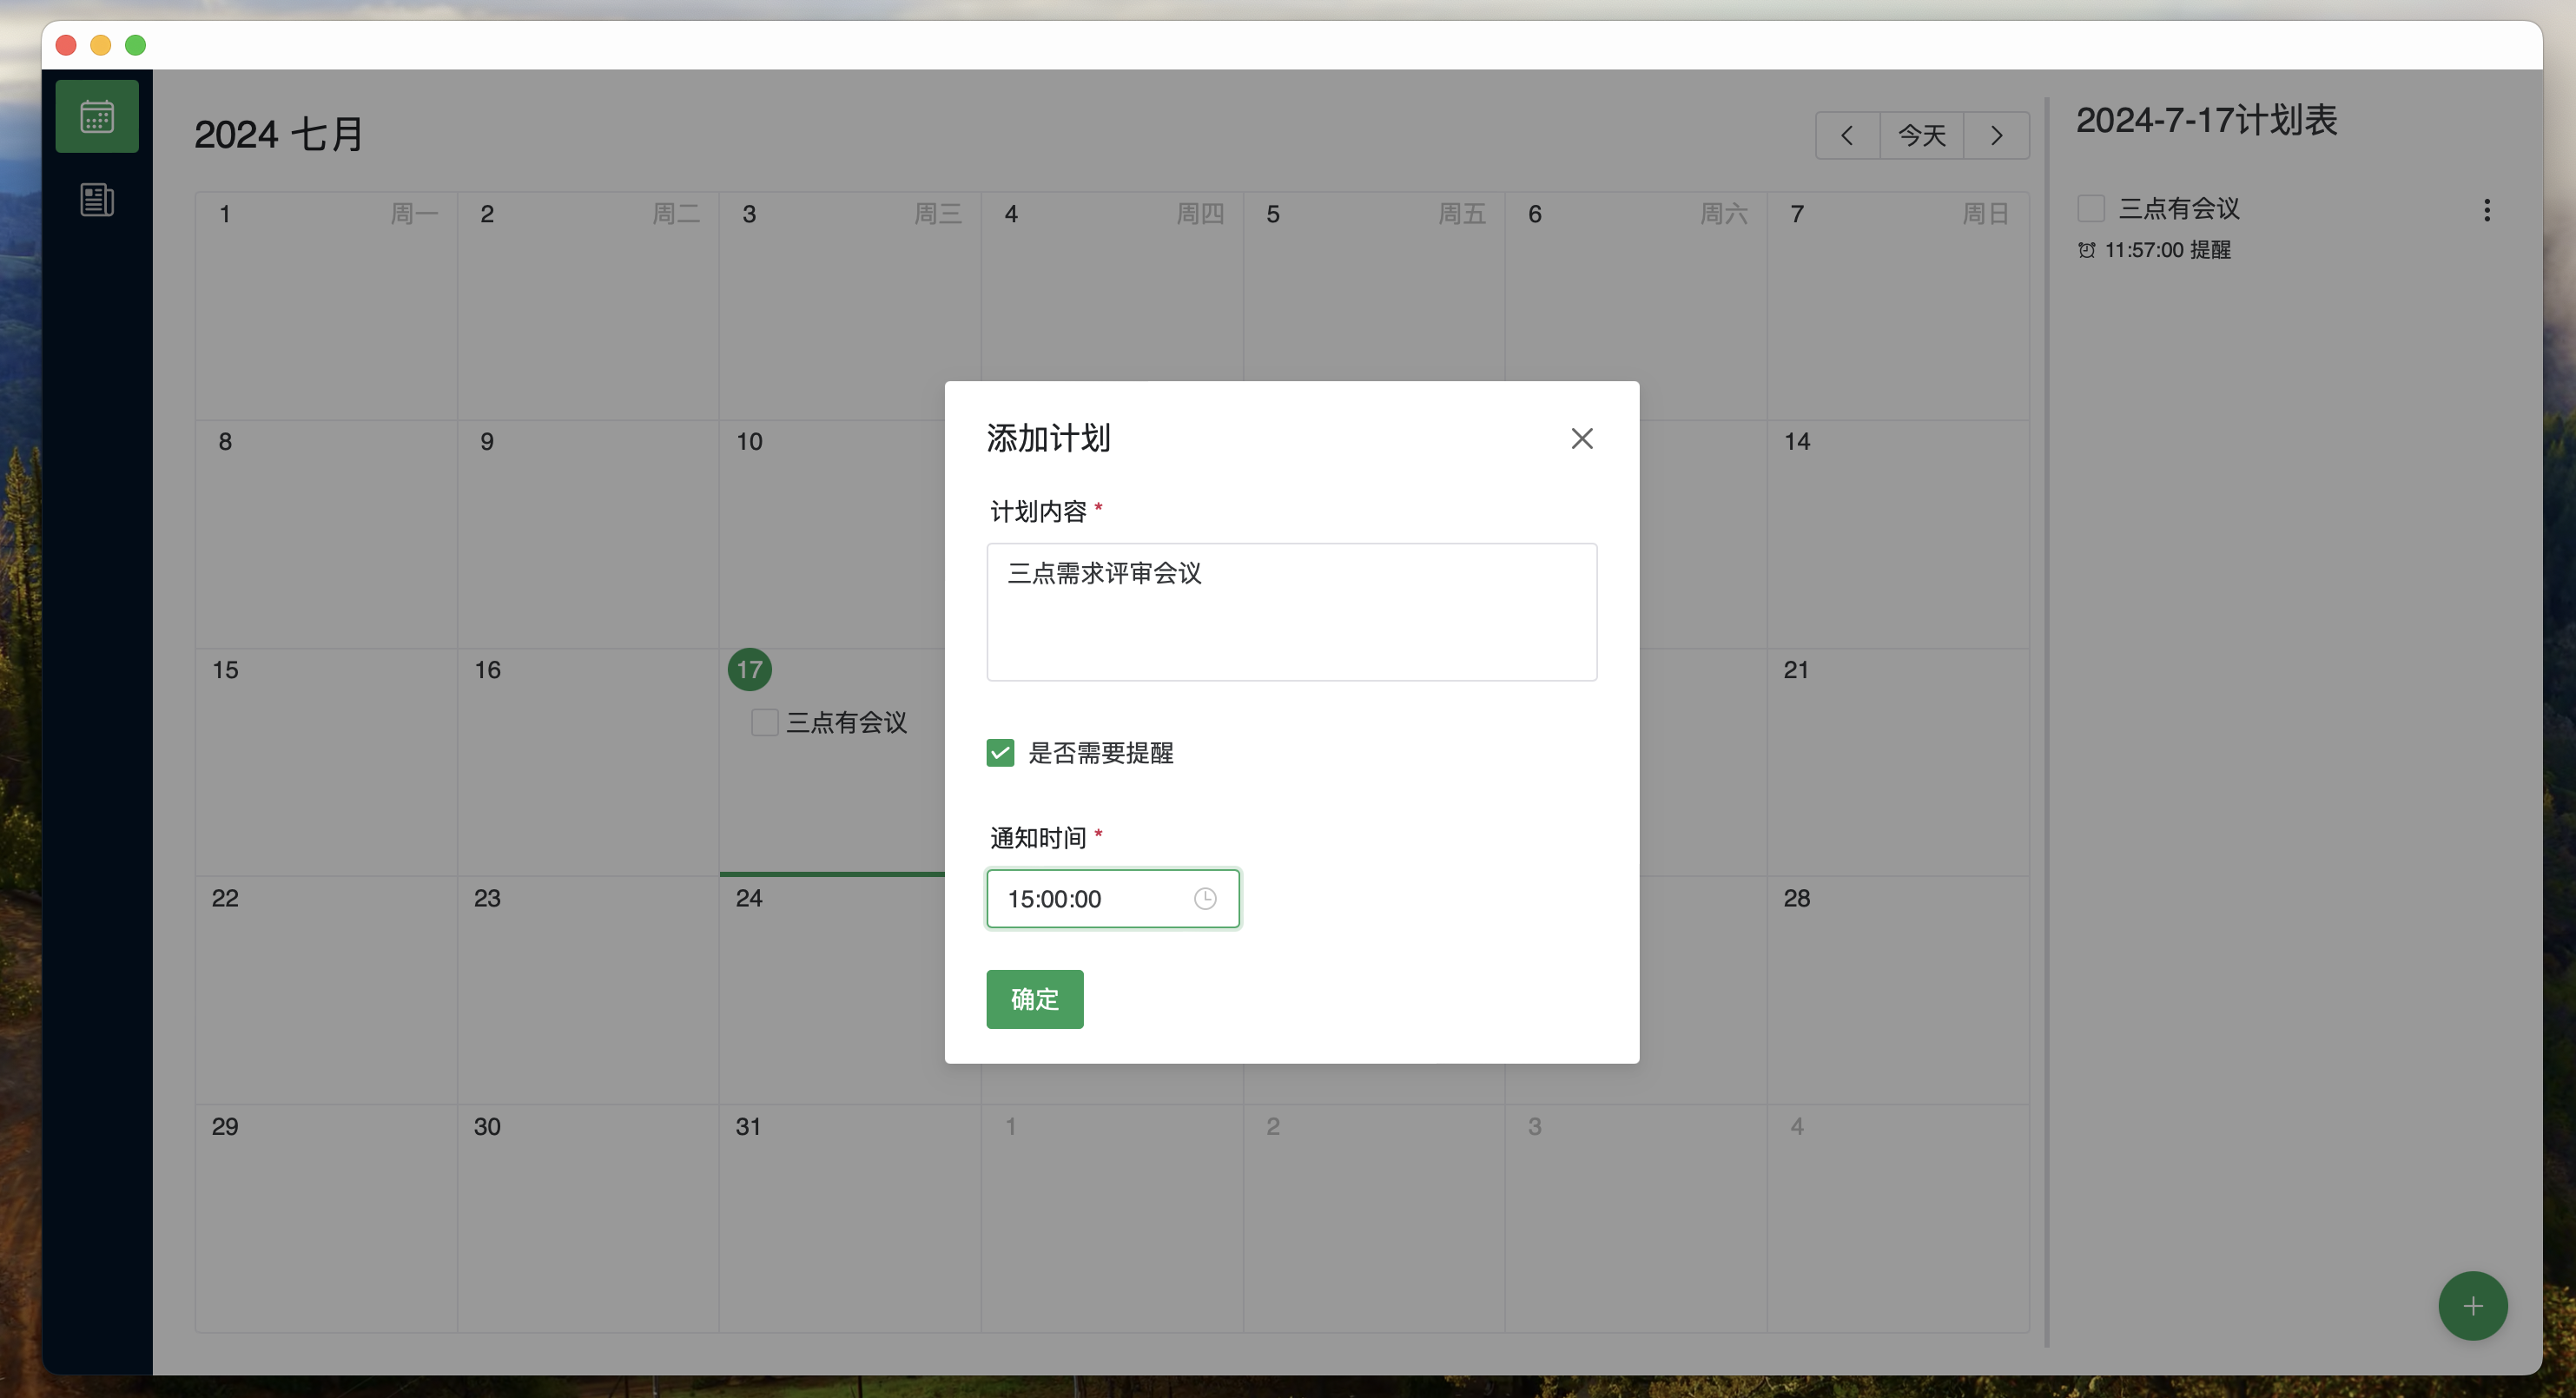 2024 七月
今天
1 周一 2 周二 3 周三 4 周四 5 周五 6 周六 7 周日
8 9 10 14
15 16 17 21
三点有会议
22 23 24 28
29 30 31 1 2 3 4
2024-7-17计划表
三点有会议
11:57:00 提醒
添加计划
计划内容 *
三点需求评审会议
是否需要提醒
通知时间 *
15:00:00
确定